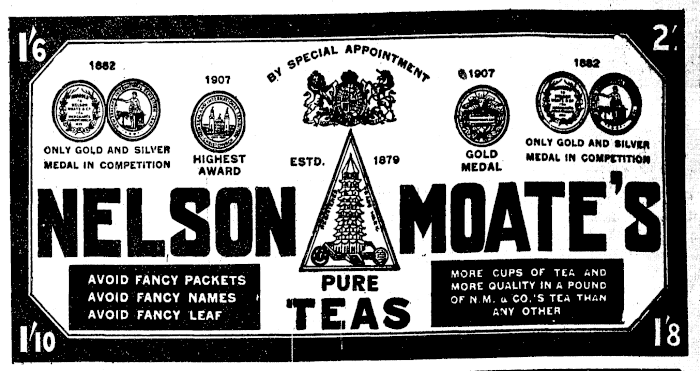 1'6
2'
BY SPECIAL APPOINTMENT
1882
1907
1907
1882
ONLY GOLD AND SILVER
MEDAL IN COMPETITION
HIGHEST
AWARD
ESTD. 1879
GOLD
MEDAL
ONLY GOLD AND SILVER
MEDAL IN COMPETITION
NELSON MOATE'S
PURE
TEAS
AVOID FANCY PACKETS
AVOID FANCY NAMES
AVOID FANCY LEAF
MORE CUPS OF TEA AND
MORE QUALITY IN A POUND
OF N.M. & CO.'S TEA THAN
ANY OTHER
1'10
1'8